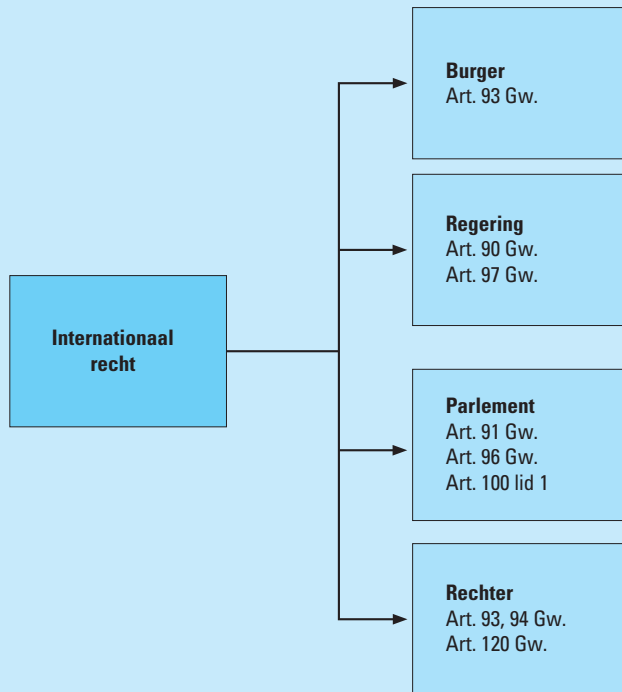 Internationaal
recht
Burger
Art. 93 Gw.
Regering
Art. 90 Gw.
Art. 97 Gw.
Parlement
Art. 91 Gw.
Art. 96 Gw.
Art. 100 lid 1
Rechter
Art. 93, 94 Gw.
Art. 120 Gw.